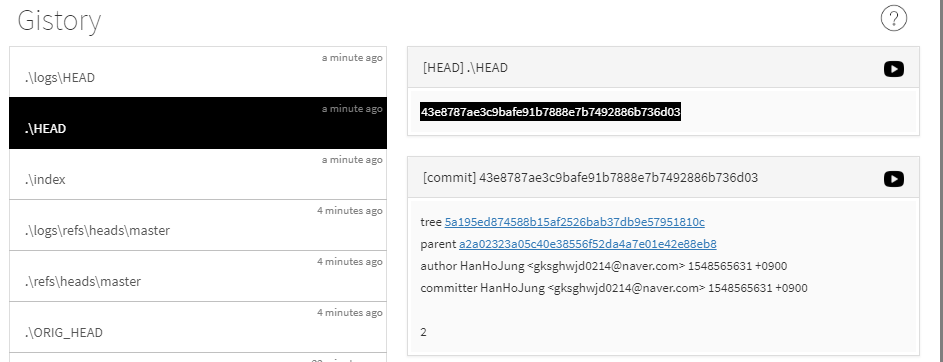 Gistory
?
a minute ago
.\logs\HEAD
a minute ago
.\HEAD
a minute ago
.\index
4 minutes ago
.\logs\refs\heads\master
4 minutes ago
.\refs\heads\master
4 minutes ago
.\ORIG_HEAD
[HEAD] .\HEAD
43e8787ae3c9bafe91b7888e7b7492886b736d03
[commit] 43e8787ae3c9bafe91b7888e7b7492886b736d03
tree 5a195ed874588b15af2526bab37db9e57951810c
parent a2a02323a05c40e38556f52da4a7e01e42e88eb8
author HanHoJung <gksghwjd0214@naver.com> 1548565631 +0900
committer HanHoJung <gksghwjd0214@naver.com> 1548565631 +0900
2